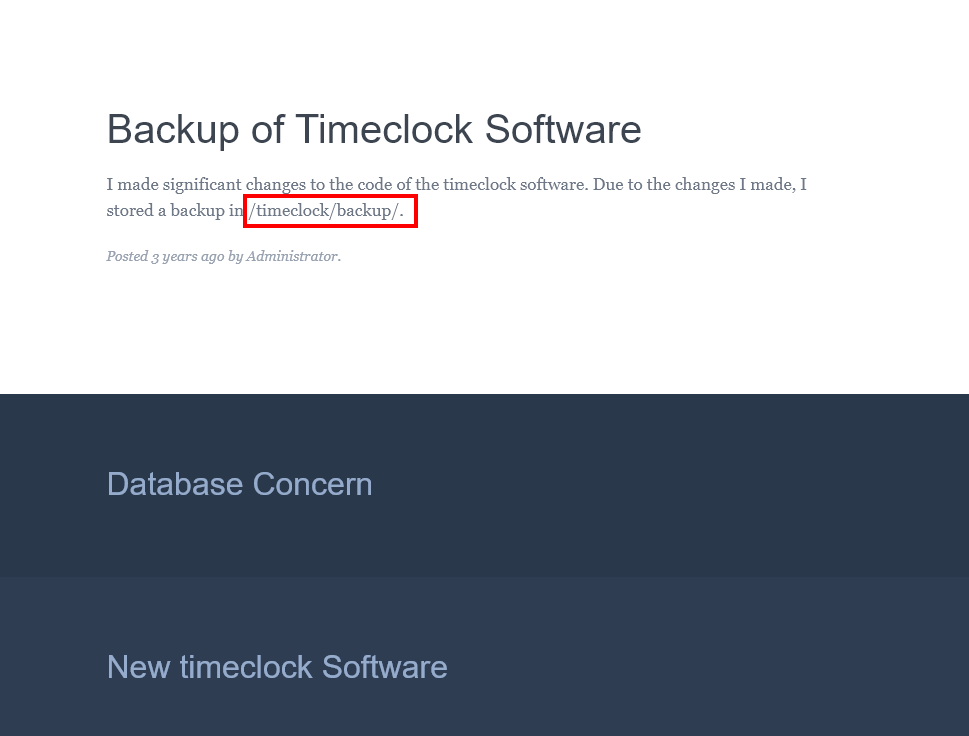 Backup of Timeclock Software
I made significant changes to the code of the timeclock software. Due to the changes I made, I
stored a backup in /timeclock/backup/.
Posted 3 years ago by Administrator.
Database Concern
New timeclock Software